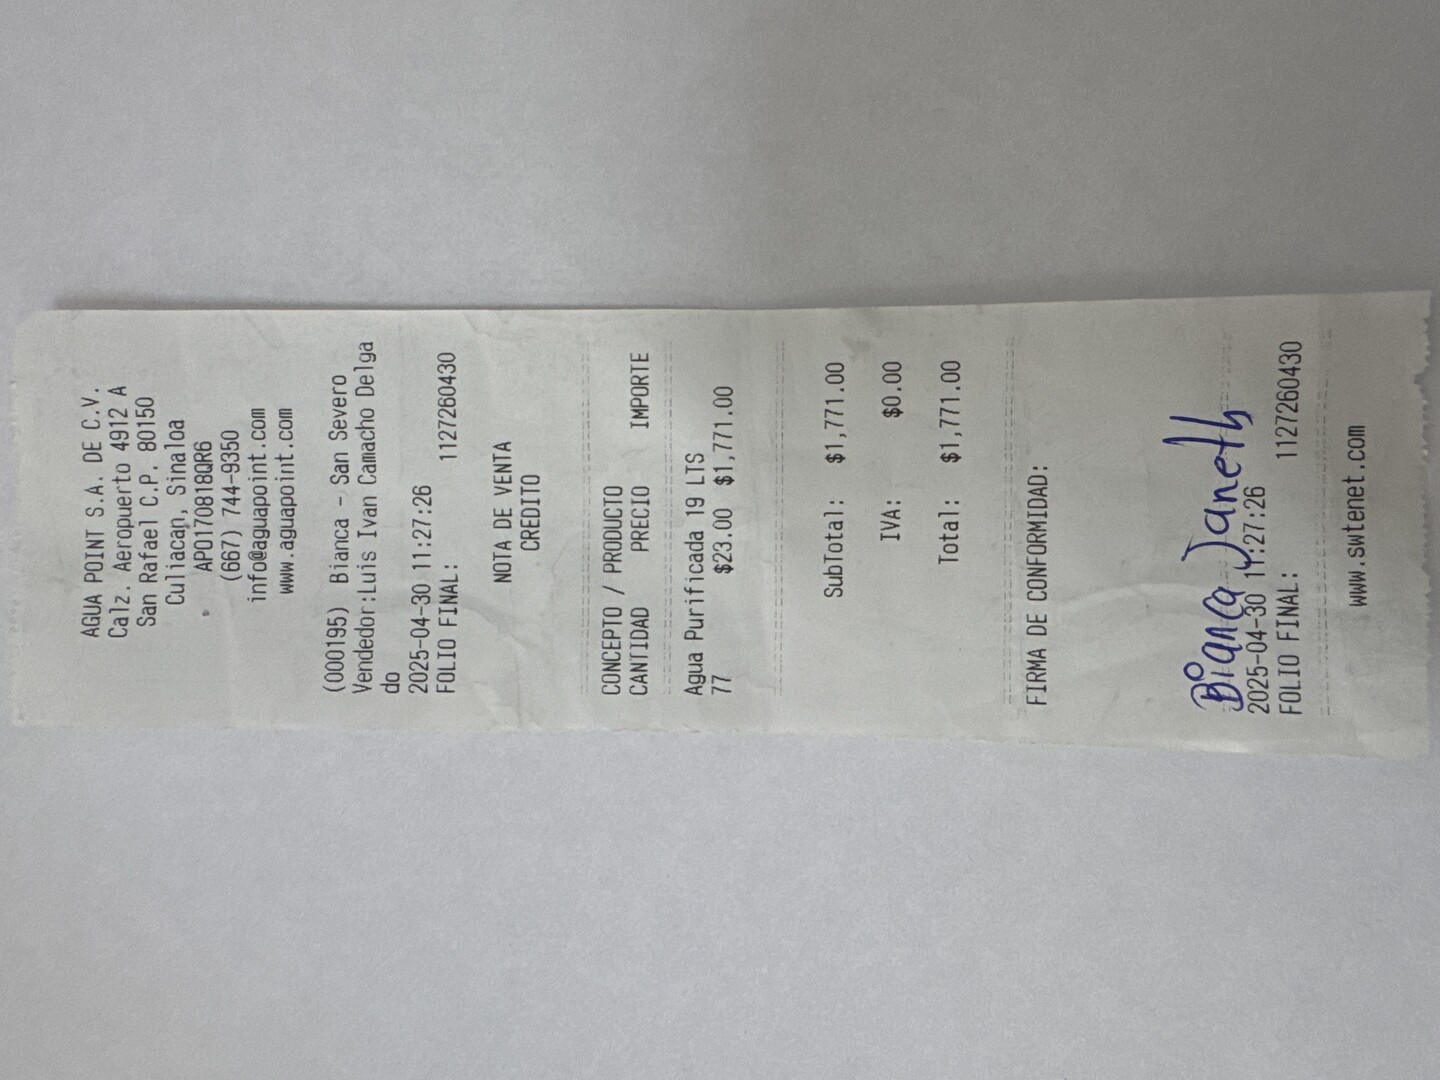 AGUA POINT S.A. DE C.V.
Calz. Aeropuerto 4912 A
San Rafael C.P. 80150
Culiacan, Sinaloa
APO170818QR6
(667) 744-9350
info@aguapoint.com
www.aguapoint.com
(000195) Bianca - San Severo
Vendedor:Luis Ivan Camacho Delga
do
2025-04-30 11:27:26
FOLIO FINAL: 1127260430
NOTA DE VENTA
CREDITO
CONCEPTO / PRODUCTO
CANTIDAD PRECIO IMPORTE
Agua Purificada 19 LTS
77 $23.00 $1,771.00
SubTotal: $1,771.00
IVA: $0.00
Total: $1,771.00
FIRMA DE CONFORMIDAD:
Bianca Janeth
2025-04-30 11:27:26
FOLIO FINAL: 1127260430
www.swtenet.com